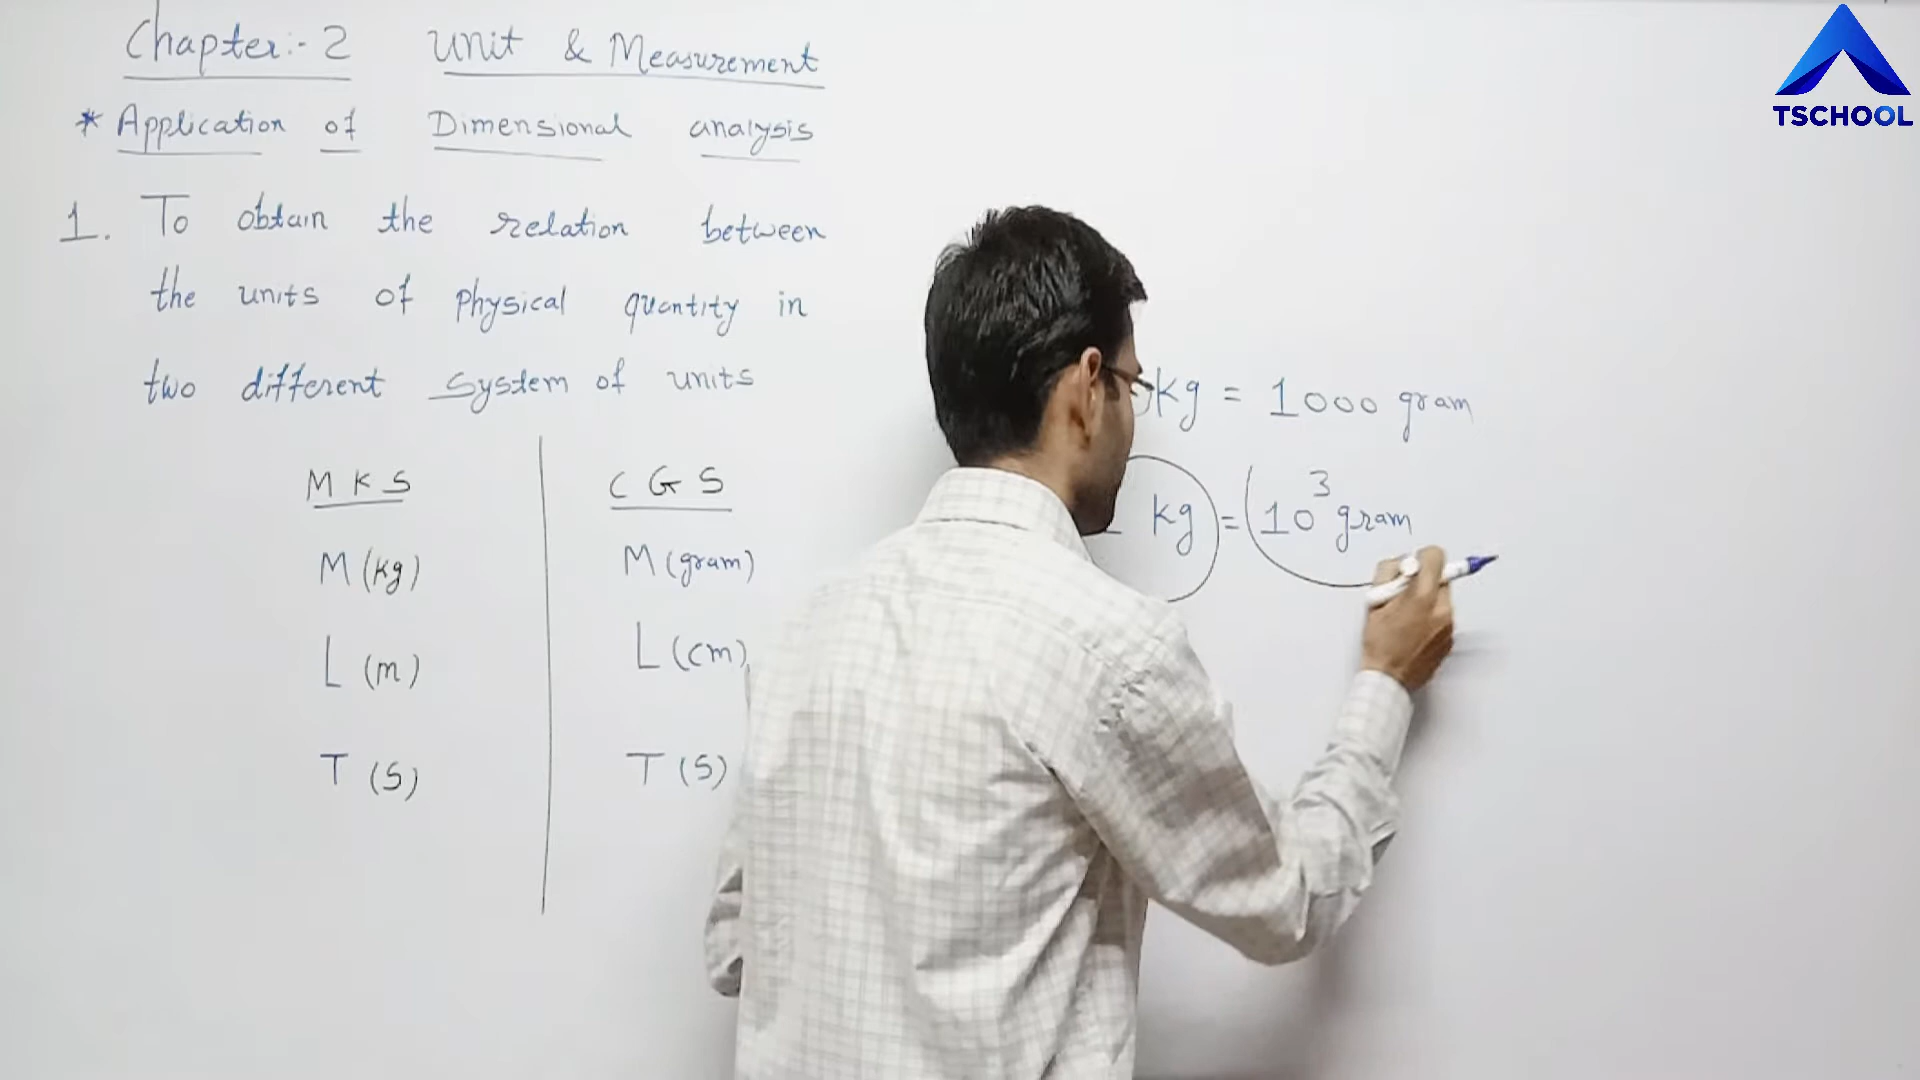 Chapter:- 2 Unit & Measurement
* Application of Dimensional analysis
1. To obtain the relation between
the units of physical quantity in
two different system of units
MKS
M (kg)
L (m)
T (S)
CGS
M (gram)
L (cm)
T (S)
kg = 1000 gram
kg = 10³ gram
TSCHOOL